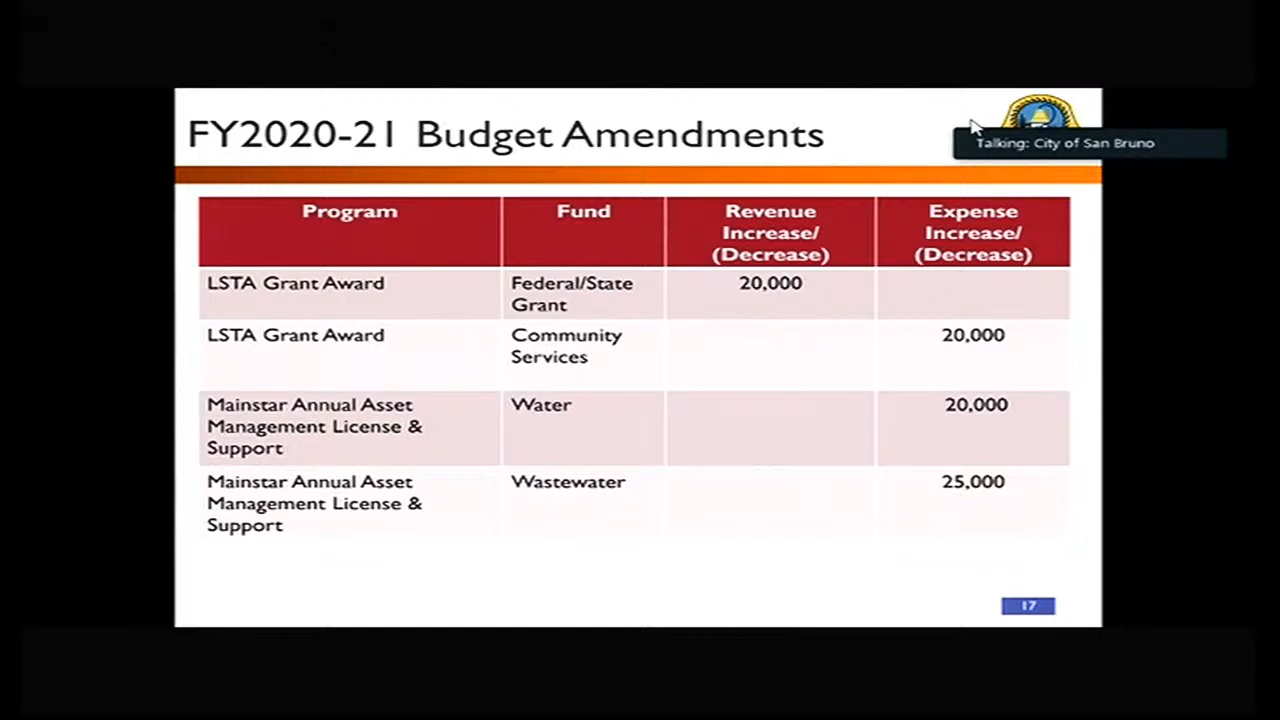 FY2020-21 Budget Amendments
Talking: City of San Bruno
Program
Fund
Revenue
Increase/
(Decrease)
Expense
Increase/
(Decrease)
LSTA Grant Award
Federal/State
Grant
20,000
LSTA Grant Award
Community
Services
20,000
Mainstar Annual Asset
Management License &
Support
Water
20,000
Mainstar Annual Asset
Management License &
Support
Wastewater
25,000
17